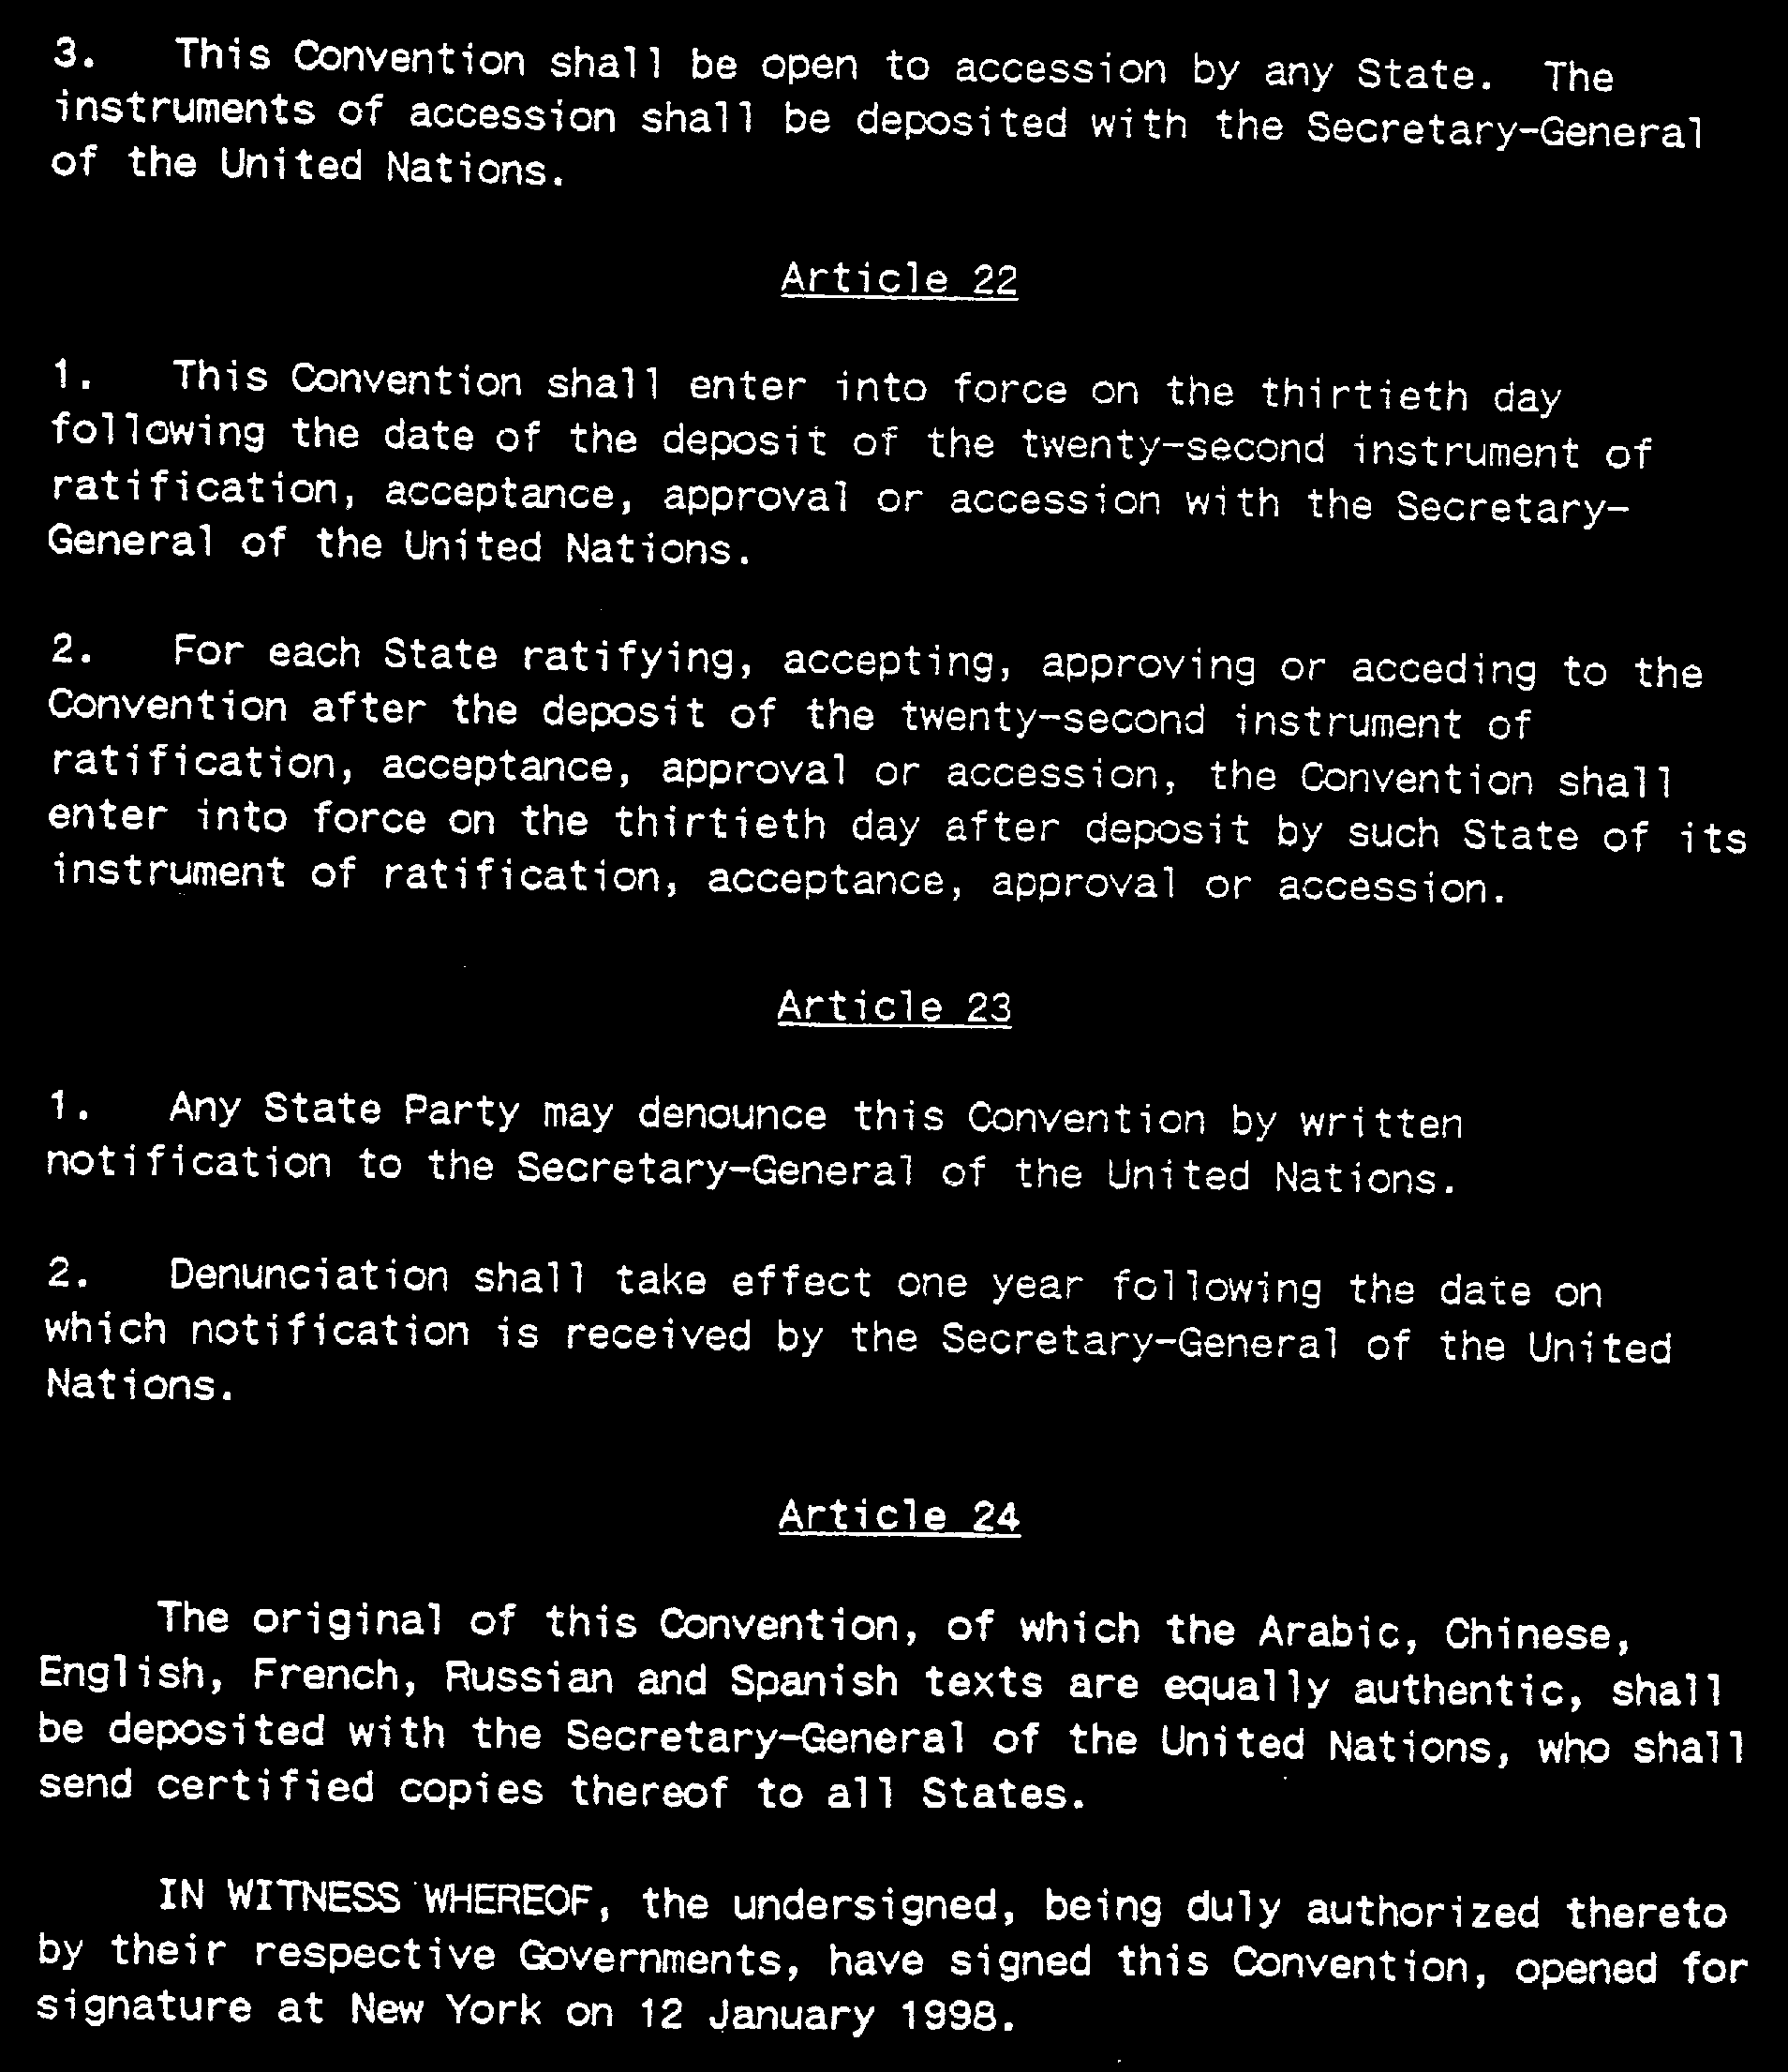 3. This Convention shall be open to accession by any State. The
instruments of accession shall be deposited with the Secretary-General
of the United Nations.
Article 22
1. This Convention shall enter into force on the thirtieth day
following the date of the deposit of the twenty-second instrument of
ratification, acceptance, approval or accession with the Secretary-
General of the United Nations.
2. For each State ratifying, accepting, approving or acceding to the
Convention after the deposit of the twenty-second instrument of
ratification, acceptance, approval or accession, the Convention shall
enter into force on the thirtieth day after deposit by such State of its
instrument of ratification, acceptance, approval or accession.
Article 23
1. Any State Party may denounce this Convention by written
notification to the Secretary-General of the United Nations.
2. Denunciation shall take effect one year following the date on
which notification is received by the Secretary-General of the United
Nations.
Article 24
The original of this Convention, of which the Arabic, Chinese,
English, French, Russian and Spanish texts are equally authentic, shall
be deposited with the Secretary-General of the United Nations, who shall
send certified copies thereof to all States.
IN WITNESS WHEREOF, the undersigned, being duly authorized thereto
by their respective Governments, have signed this Convention, opened for
signature at New York on 12 January 1998.